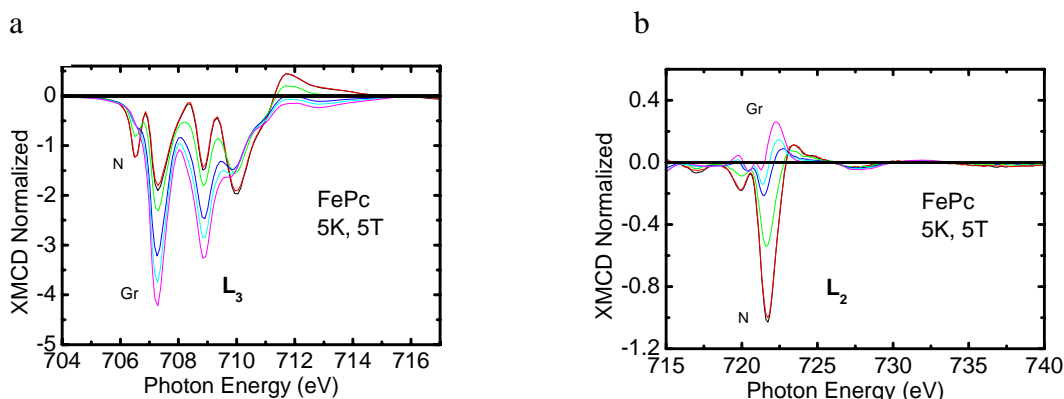 a
0
-1
-2
-3
-4
-5
XMCD Normalized
N
Gr
FePc
5K, 5T
L3
704 706 708 710 712 714 716
Photon Energy (eV)
b
0.4
0.0
-0.4
-0.8
-1.2
XMCD Normalized
Gr
N
FePc
5K, 5T
L2
715 720 725 730 735 740
Photon Energy (eV)